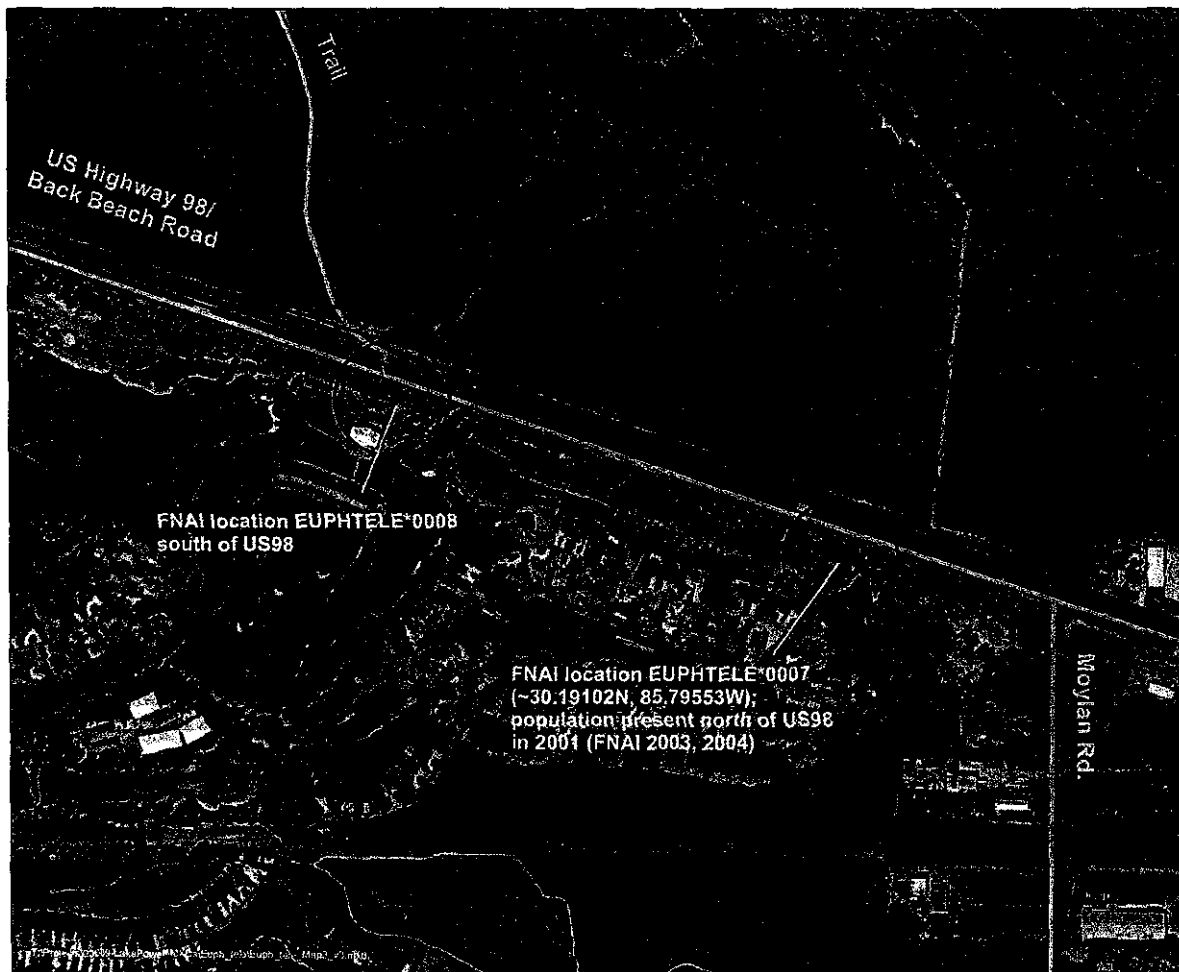 Trail
US Highway 98/
Back Beach Road
FNAI location EUPHTELE*0008
south of US98
FNAI location EUPHTELE*0007
(~30.19102N, 85.79553W);
population present north of US98
in 2001 (FNAI 2003, 2004)
Moylan Rd.